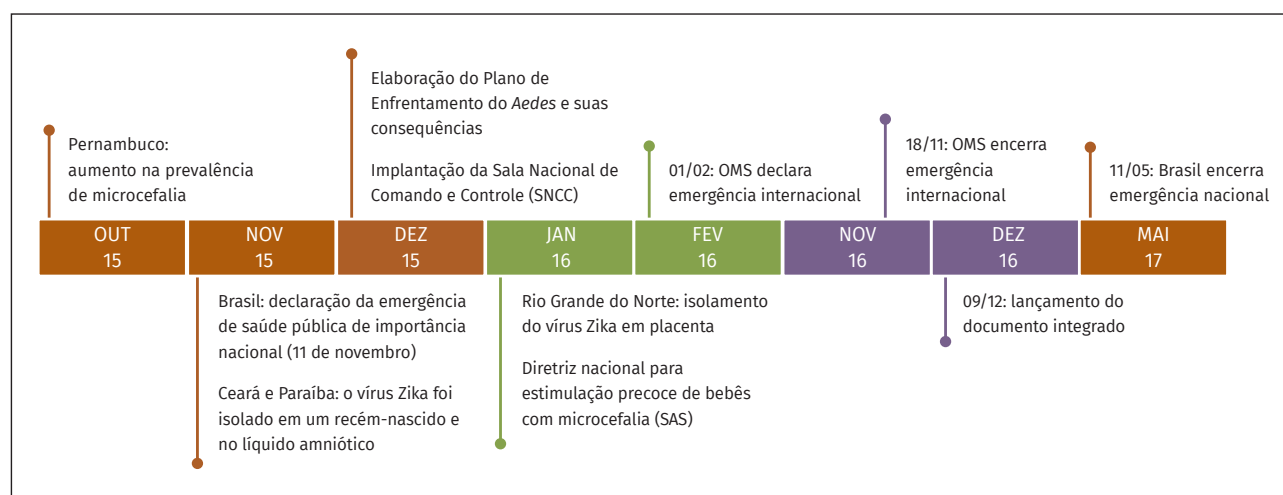 Elaboração do Plano de
Enfrentamento do Aedes e suas
consequências
Implantação da Sala Nacional de
Comando e Controle (SNCC)
Pernambuco:
aumento na prevalência
de microcefalia
01/02: OMS declara
emergência internacional
18/11: OMS encerra
emergência
internacional
11/05: Brasil encerra
emergência nacional
OUT
15
NOV
15
DEZ
15
JAN
16
FEV
16
NOV
16
DEZ
16
MAI
17
Brasil: declaração da emergência
de saúde pública de importância
nacional (11 de novembro)
Ceará e Paraíba: o vírus Zika foi
isolado em um recém-nascido e
no líquido amniótico
Rio Grande do Norte: isolamento
do vírus Zika em placenta
Diretriz nacional para
estimulação precoce de bebês
com microcefalia (SAS)
09/12: lançamento do
documento integrado